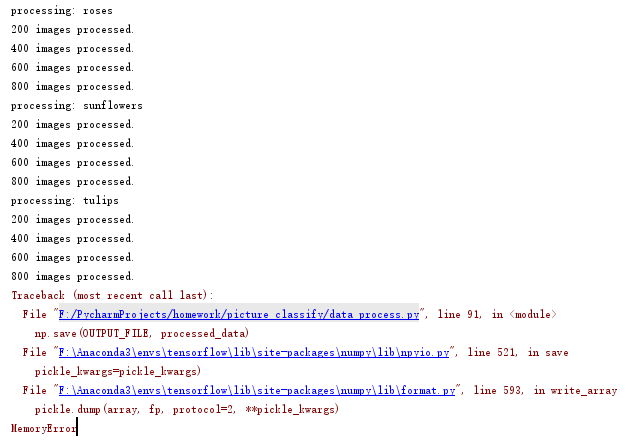 processing: roses
200 images processed.
400 images processed.
600 images processed.
800 images processed.
processing: sunflowers
200 images processed.
400 images processed.
600 images processed.
800 images processed.
processing: tulips
200 images processed.
400 images processed.
600 images processed.
800 images processed.
Traceback (most recent call last):
  File "F:/PycharmProjects/homework/picture_classify/data_process.py", line 91, in <module>
    np.save(OUTPUT_FILE, processed_data)
  File "F:\Anaconda3\envs\tensorflow\lib\site-packages\numpy\lib\npyio.py", line 521, in save
    pickle_kwargs=pickle_kwargs)
  File "F:\Anaconda3\envs\tensorflow\lib\site-packages\numpy\lib\format.py", line 593, in write_array
    pickle.dump(array, fp, protocol=2, **pickle_kwargs)
MemoryError